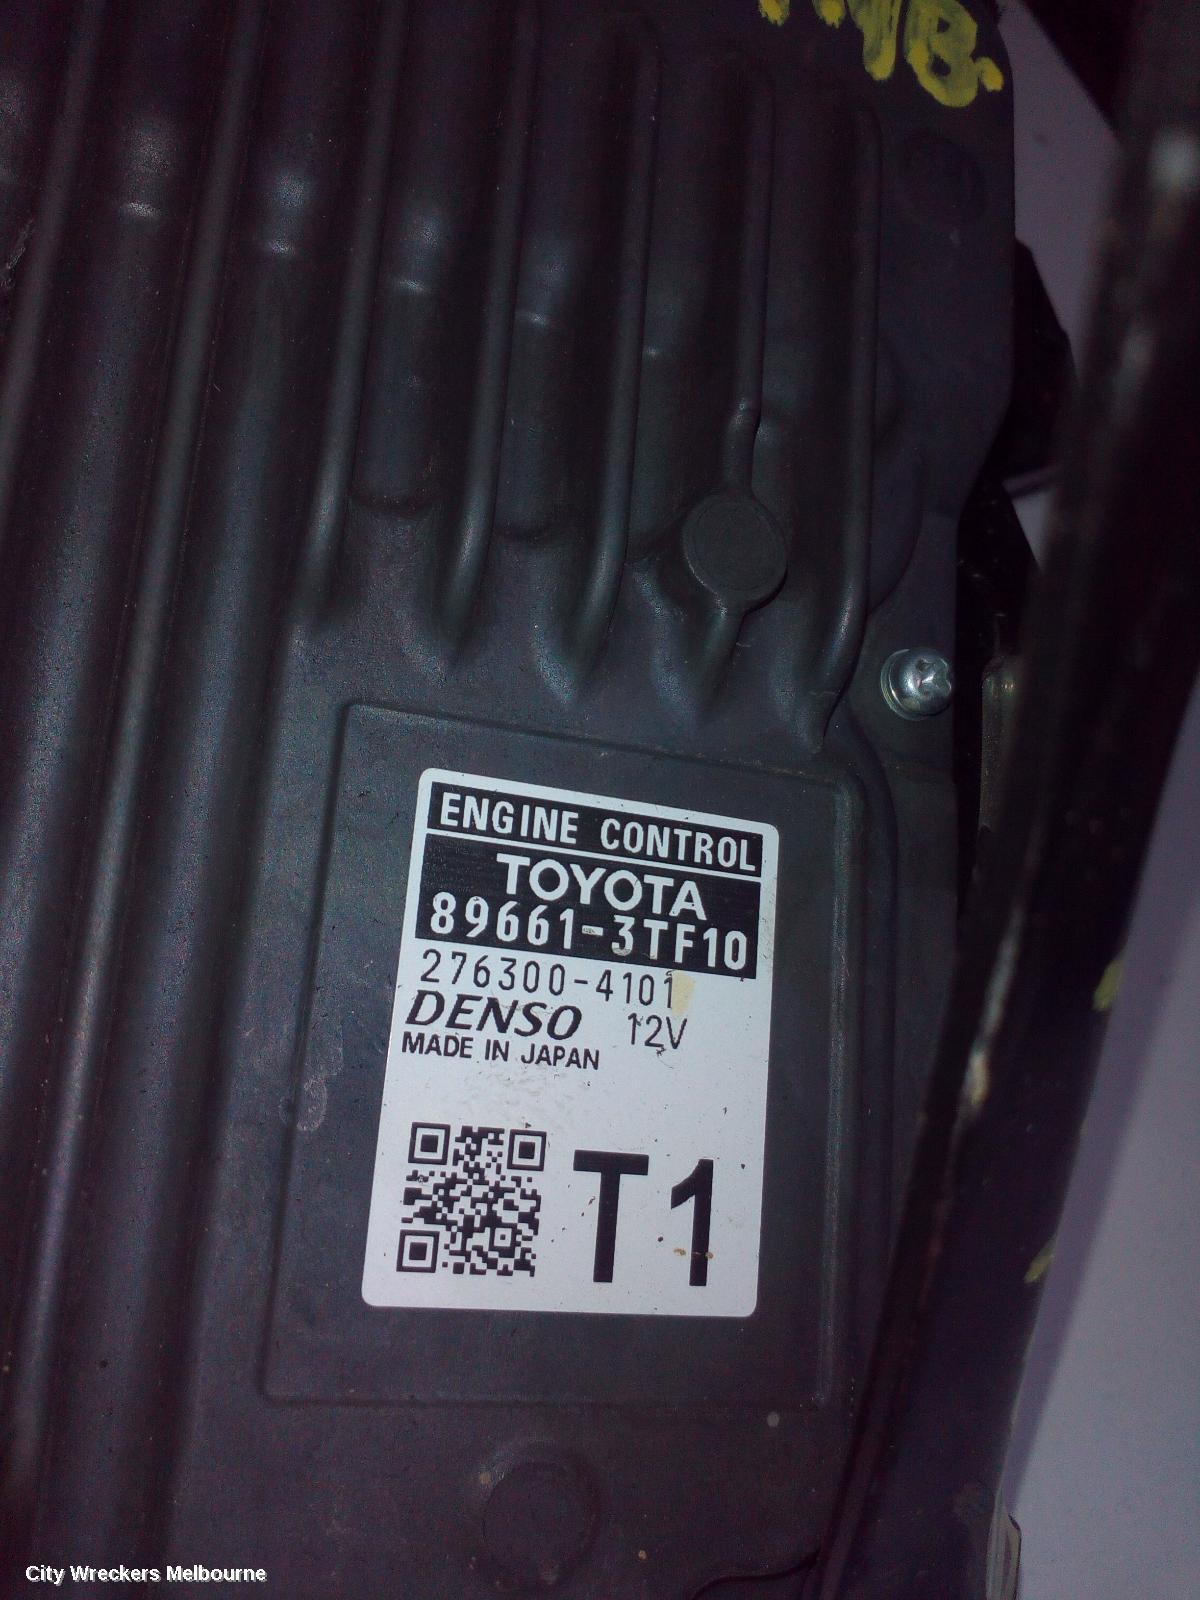 ENGINE CONTROL
TOYOTA
89661-3TF10
276300-4101
DENSO 12V
MADE IN JAPAN
T1
City Wreckers Melbourne